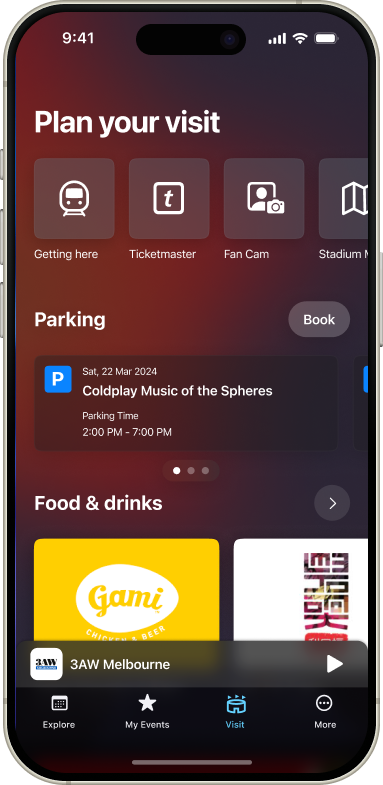 9:41
Plan your visit
t
Getting here
Ticketmaster
Fan Cam
Stadium M
Parking
Book
P
Sat, 22 Mar 2024
Coldplay Music of the Spheres
Parking Time
2:00 PM - 7:00 PM
Food & drinks
Gami
CHICKEN & BEER
3AW
3AW Melbourne
Explore
My Events
Visit
More